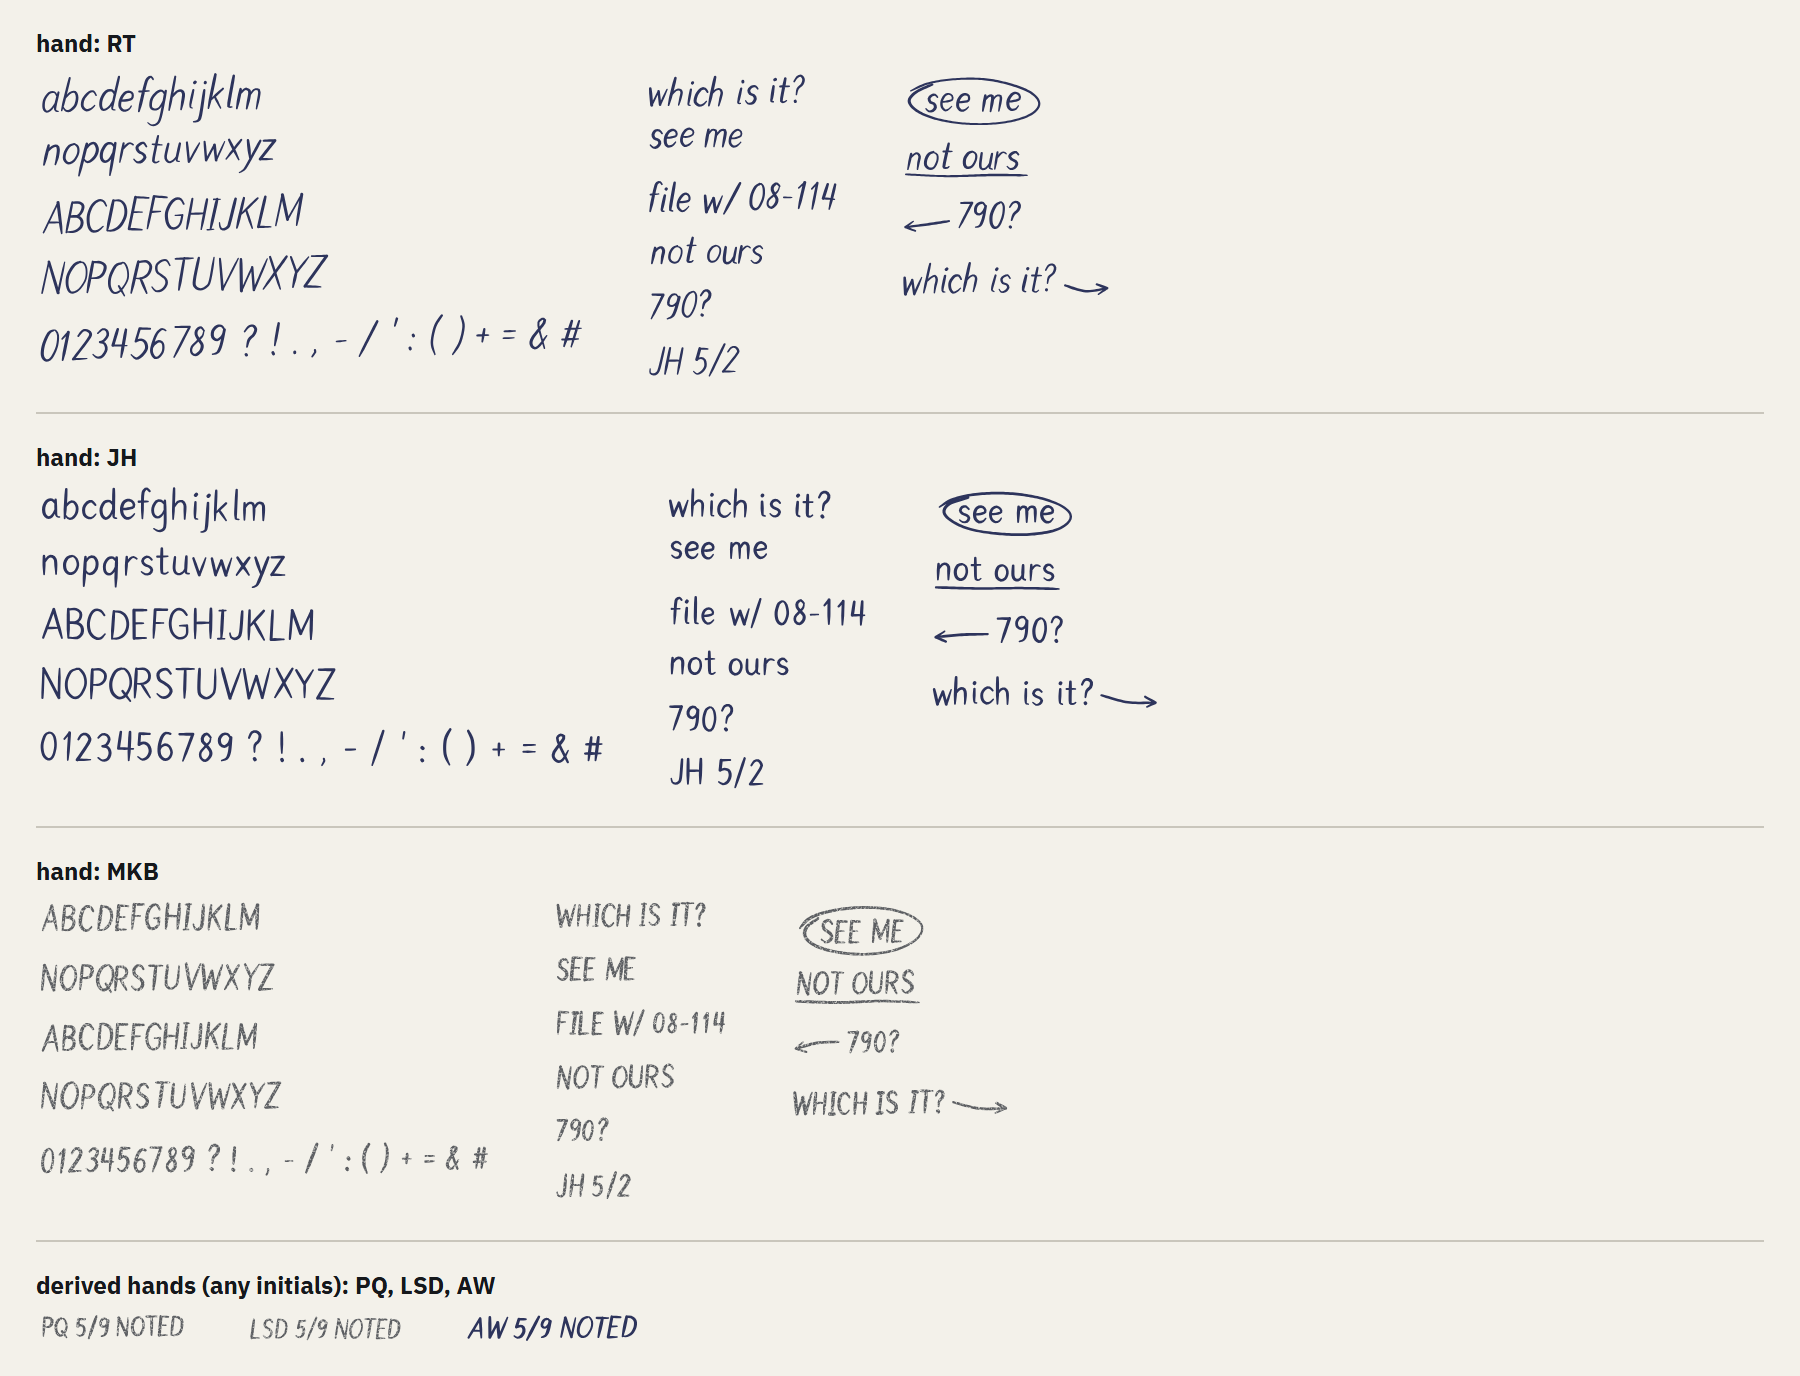 hand: RT
abcdefghijklm
nopqrstuvwxyz
ABCDEFGHIJKLM
NOPQRSTUVWXYZ
0123456789 ? ! . , - / ' : ( ) + = & #
which is it?
see me
file w/ 08-114
not ours
790?
JH 5/2
see me
not ours
790?
which is it?
hand: JH
abcdefghijklm
nopqrstuvwxyz
ABCDEFGHIJKLM
NOPQRSTUVWXYZ
0123456789 ? ! . , - / ' : ( ) + = & #
which is it?
see me
file w/ 08-114
not ours
790?
JH 5/2
see me
not ours
790?
which is it?
hand: MKB
ABCDEFGHIJKLM
NOPQRSTUVWXYZ
ABCDEFGHIJKLM
NOPQRSTUVWXYZ
0123456789 ? ! . , - / ' : ( ) + = & #
WHICH IS IT?
SEE ME
FILE W/ 08-114
NOT OURS
790?
JH 5/2
SEE ME
NOT OURS
790?
WHICH IS IT?
derived hands (any initials): PQ, LSD, AW
PQ 5/9 NOTED
LSD 5/9 NOTED
AW 5/9 NOTED